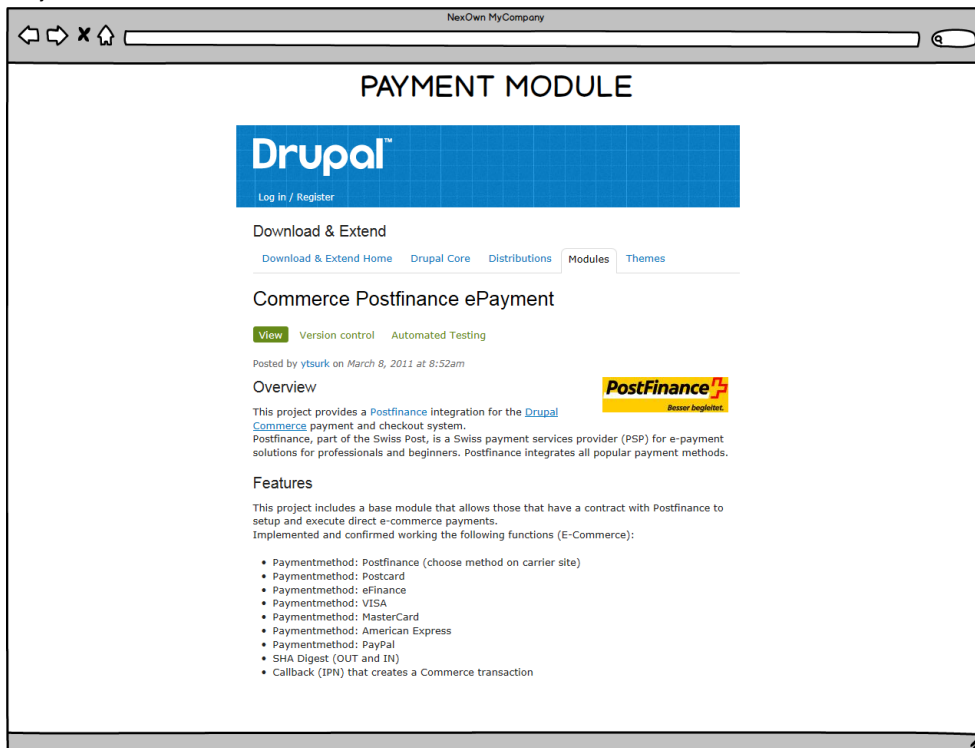 NexOwn MyCompany
PAYMENT MODULE
Drupal™
Log in / Register
Download & Extend
Download & Extend Home Drupal Core Distributions Modules Themes
Commerce Postfinance ePayment
View Version control Automated Testing
Posted by ytsurk on March 8, 2011 at 8:52am
Overview
PostFinance
Besser begleitet.
This project provides a Postfinance integration for the Drupal
Commerce payment and checkout system.
Postfinance, part of the Swiss Post, is a Swiss payment services provider (PSP) for e-payment
solutions for professionals and beginners. Postfinance integrates all popular payment methods.
Features
This project includes a base module that allows those that have a contract with Postfinance to
setup and execute direct e-commerce payments.
Implemented and confirmed working the following functions (E-Commerce):
• Paymentmethod: Postfinance (choose method on carrier site)
• Paymentmethod: Postcard
• Paymentmethod: eFinance
• Paymentmethod: VISA
• Paymentmethod: MasterCard
• Paymentmethod: American Express
• Paymentmethod: PayPal
• SHA Digest (OUT and IN)
• Callback (IPN) that creates a Commerce transaction